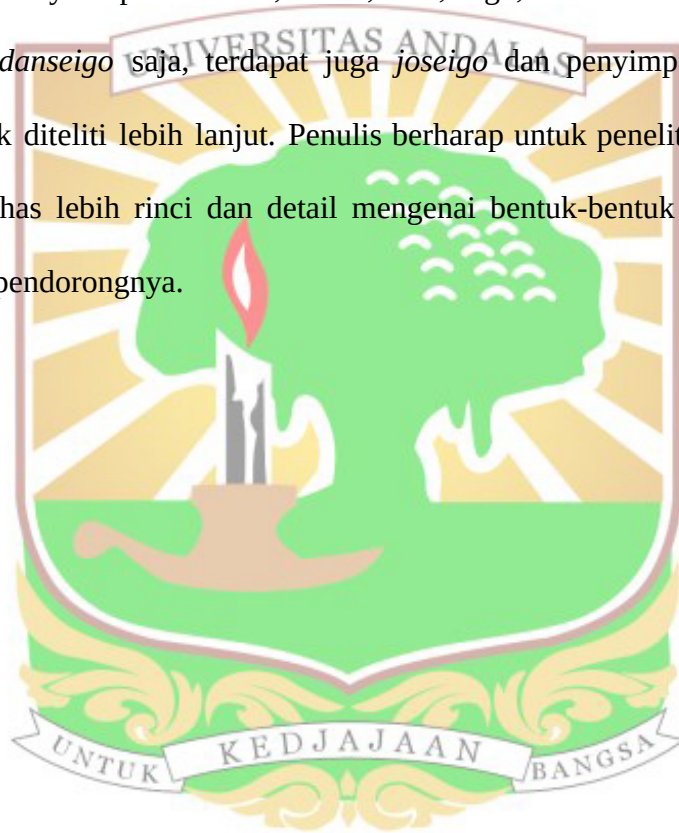 UNIVERSITAS ANDALAS
danseigo saja, terdapat juga joseigo dan penyimp
k diteliti lebih lanjut. Penulis berharap untuk penelit
has lebih rinci dan detail mengenai bentuk-bentuk
pendorongnya.
UNTUK KEDJAJAAN BANGSA